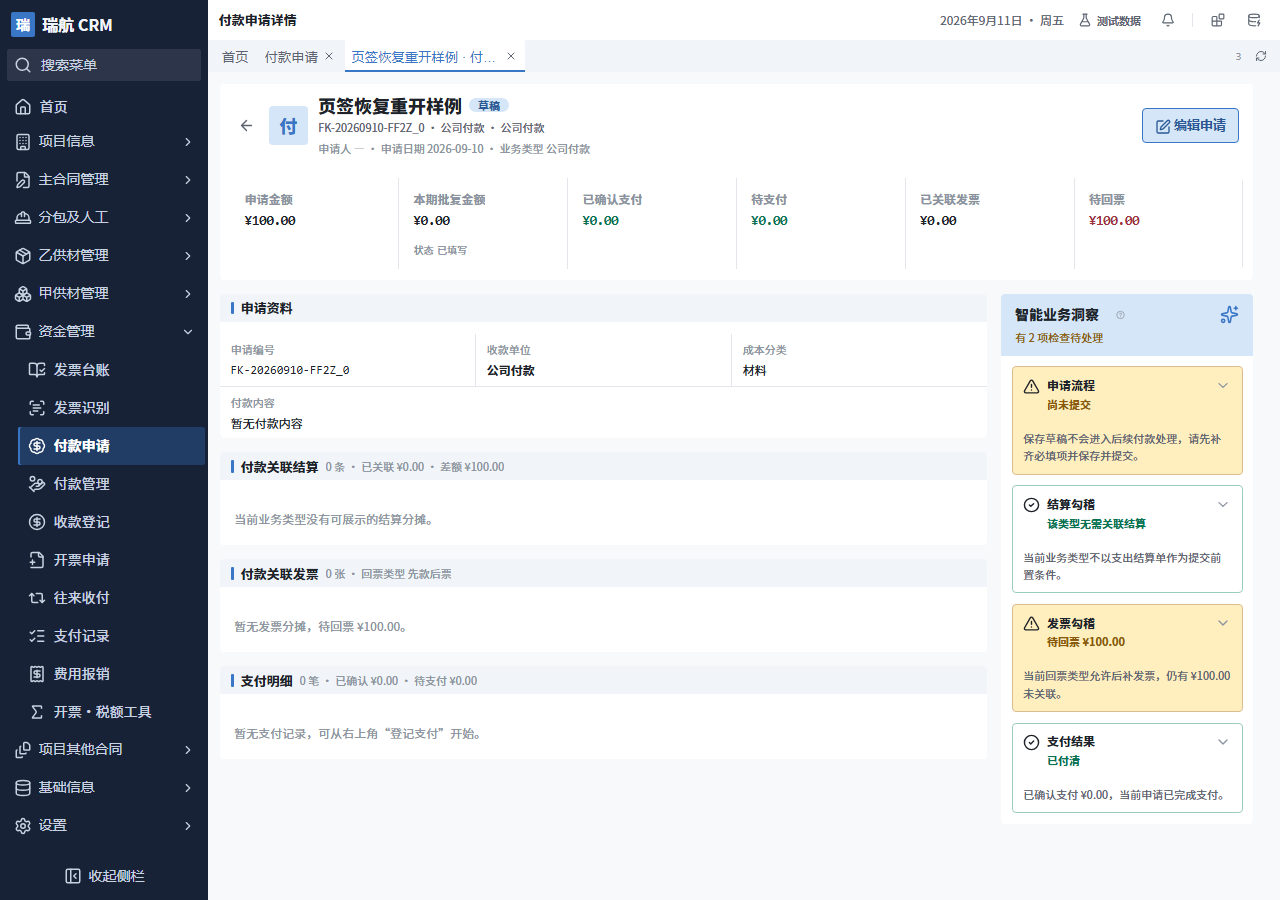 瑞 瑞航 CRM
搜索菜单
首页
项目信息
主合同管理
分包及人工
乙供材管理
甲供材管理
资金管理
发票台账
发票识别
付款申请
付款管理
收款登记
开票申请
往来收付
支付记录
费用报销
开票・税额工具
项目其他合同
基础信息
设置
收起侧栏
付款申请详情
2026年9月11日 · 周五 测试数据
首页 付款申请 × 页签恢复重开样例 · 付… × 3
付 页签恢复重开样例 草稿
FK-20260910-FF2Z_0 · 公司付款 · 公司付款
申请人 — · 申请日期 2026-09-10 · 业务类型 公司付款
编辑申请
申请金额 本期批复金额 已确认支付 待支付 已关联发票 待回票
¥100.00 ¥0.00 ¥0.00 ¥0.00 ¥0.00 ¥100.00
状态 已填写
申请资料
申请编号 收款单位 成本分类
FK-20260910-FF2Z_0 公司付款 材料
付款内容
暂无付款内容
付款关联结算 0 条 · 已关联 ¥0.00 · 差额 ¥100.00
当前业务类型没有可展示的结算分摊。
付款关联发票 0 张 · 回票类型 先款后票
暂无发票分摊，待回票 ¥100.00。
支付明细 0 笔 · 已确认 ¥0.00 · 待支付 ¥0.00
暂无支付记录，可从右上角“登记支付”开始。
智能业务洞察
有 2 项检查待处理
申请流程
尚未提交
保存草稿不会进入后续付款处理，请先补
齐必填项并保存并提交。
结算勾稽
该类型无需关联结算
当前业务类型不以支出结算单作为提交前
置条件。
发票勾稽
待回票 ¥100.00
当前回票类型允许后补发票，仍有 ¥100.00
未关联。
支付结果
已付清
已确认支付 ¥0.00，当前申请已完成支付。